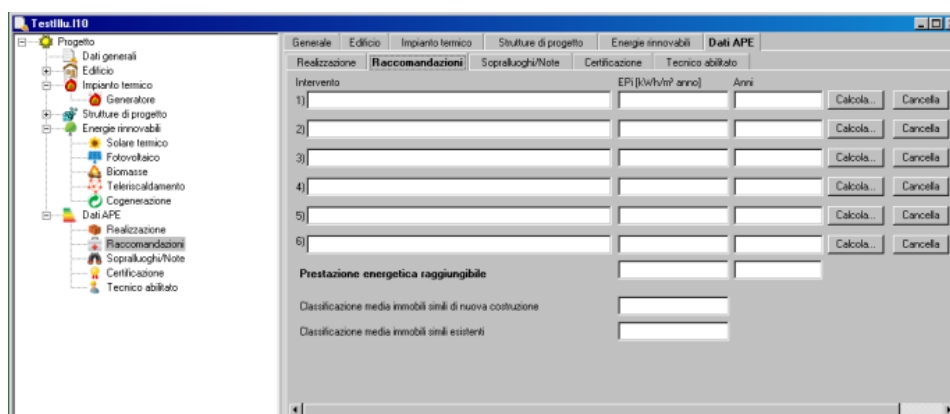 TestIllu.I10
Progetto
Dati generali
Edificio
Impianto termico
Generatore
Strutture di progetto
Energie rinnovabili
Solare termico
Fotovoltaico
Biomasse
Teleriscaldamento
Cogenerazione
Dati APE
Realizzazione
Raccomandazioni
Sopralluoghi/Note
Certificazione
Tecnico abilitato
Generale Edificio Impianto termico Strutture di progetto Energie rinnovabili Dati APE
Realizzazione Raccomandazioni Sopralluoghi/Note Certificazione Tecnico abilitato
Intervento EPi [kWh/m² anno] Anni
1) Calcola... Cancella
2) Calcola... Cancella
3) Calcola... Cancella
4) Calcola... Cancella
5) Calcola... Cancella
6) Calcola... Cancella
Prestazione energetica raggiungibile
Classificazione media immobili simili di nuova costruzione
Classificazione media immobili simili esistenti